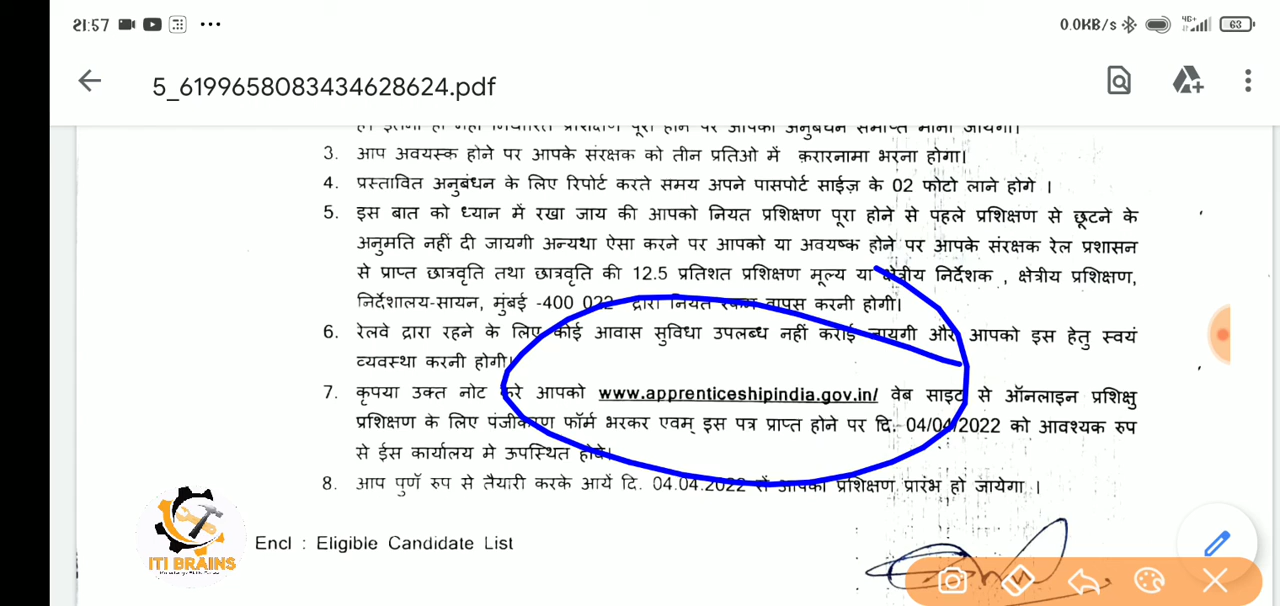 21:57
0.0KB/s 4G+ 63
5_6199658083434628624.pdf
3. आप अवयस्क होने पर आपके संरक्षक को तीन प्रतिओ में क़रारनामा भरना होगा।
4. प्रस्तावित अनुबंधन के लिए रिपोर्ट करते समय अपने पासपोर्ट साईज़ के 02 फोटो लाने होगे ।
5. इस बात को ध्यान में रखा जाय की आपको नियत प्रशिक्षण पूरा होने से पहले प्रशिक्षण से छूटने के
अनुमति नहीं दी जायगी अन्यथा ऐसा करने पर आपको या अवयष्क होने पर आपके संरक्षक रेल प्रशासन
से प्राप्त छात्रवृति तथा छात्रवृति की 12.5 प्रतिशत प्रशिक्षण मूल्य या क्षेत्रीय निर्देशक , क्षेत्रीय प्रशिक्षण,
निर्देशालय-सायन, मुंबई -400 022 द्रारा नियत रकम वापस करनी होगी।
6. रेलवे द्रारा रहने के लिए कोई आवास सुविधा उपलब्ध नहीं कराई जायगी और आपको इस हेतु स्वयं
व्यवस्था करनी होगी।
7. कृपया उक्त नोट करे आपको www.apprenticeshipindia.gov.in/ वेब साइट से ऑनलाइन प्रशिक्षु
प्रशिक्षण के लिए पंजीकरण फॉर्म भरकर एवम् इस पत्र प्राप्त होने पर दि. 04/04/2022 को आवश्यक रुप
से ईस कार्यालय मे ऊपस्थित होवे।
8. आप पुर्ण रुप से तैयारी करके आयें दि. 04.04.2022 से आपका प्रशिक्षण प्रारंभ हो जायेगा ।
Encl : Eligible Candidate List
ITI BRAINS